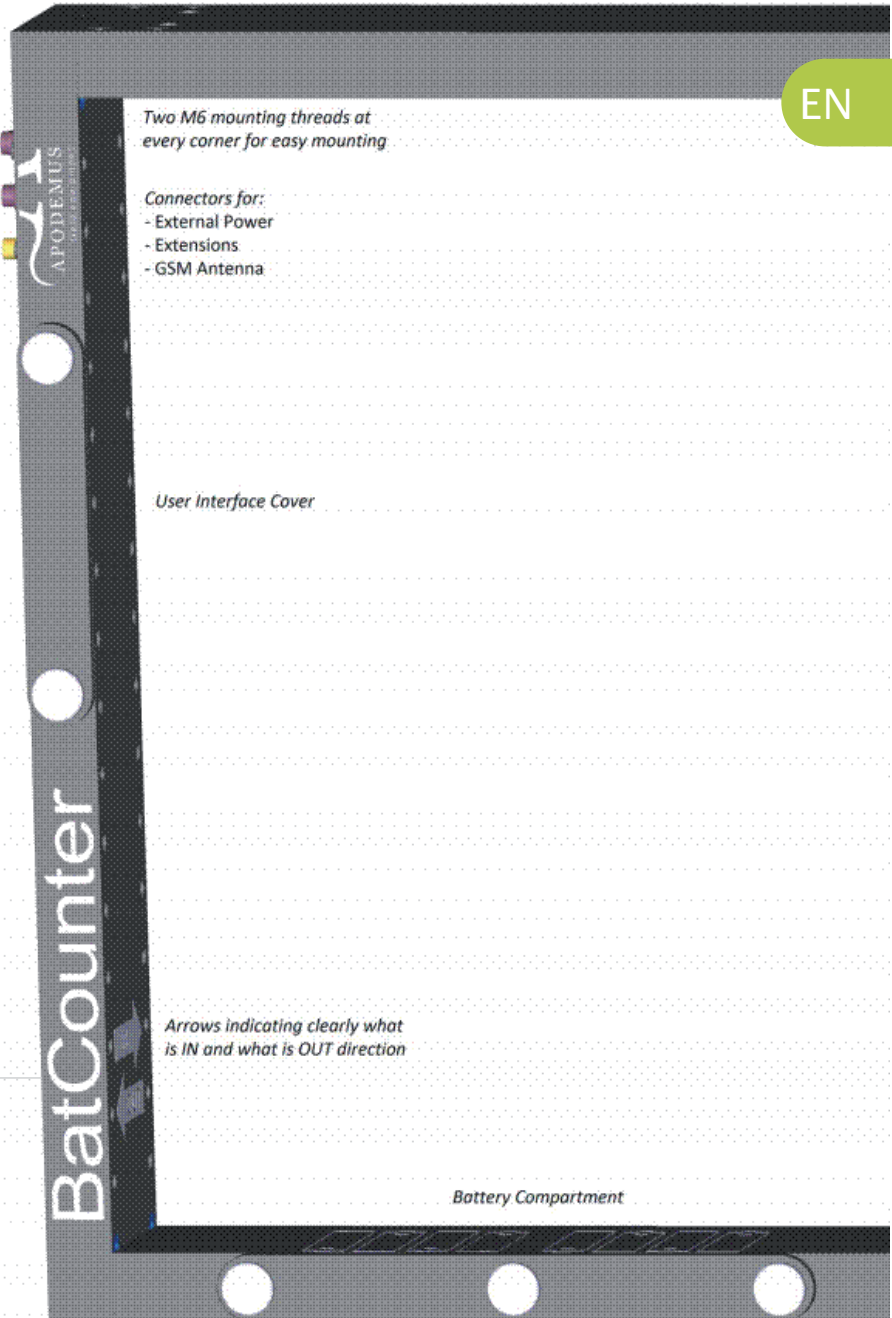 EN
Two M6 mounting threads at
every corner for easy mounting
Connectors for:
- External Power
- Extensions
- GSM Antenna
APODEMUS
User Interface Cover
BatCounter
Arrows indicating clearly what
is IN and what is OUT direction
Battery Compartment